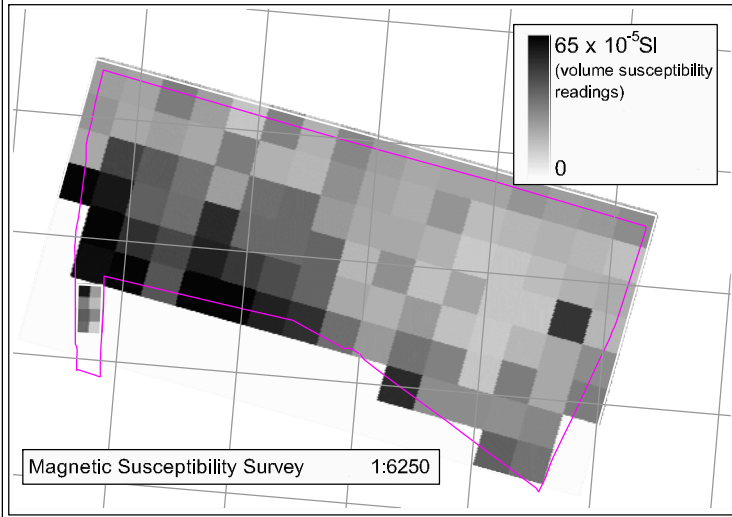 65 x 10⁻⁵SI
(volume susceptibility
readings)
0
Magnetic Susceptibility Survey 1:6250